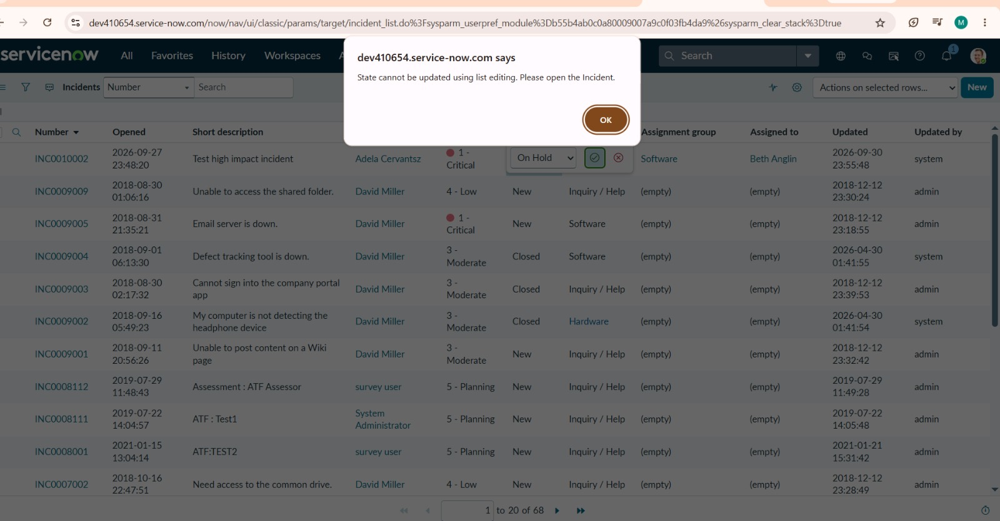 dev410654.service-now.com/now/nav/ui/classic/params/target/incident_list.do%3Fsysparm_userpref_module%3Db55b4ab0c0a80009007a9c0f03fb4da9%26sysparm_clear_stack%3Dtrue
M
servicenow All Favorites History Workspaces Search 1
dev410654.service-now.com says
State cannot be updated using list editing. Please open the Incident.
OK
Incidents Number Search Actions on selected rows... New
Number Opened Short description Assignment group Assigned to Updated Updated by
INC0010002 2026-09-27 23:48:20 Test high impact incident Adela Cervantsz 1 - Critical On Hold Software Beth Anglin 2026-09-30 23:55:48 system
INC0009009 2018-08-30 01:06:16 Unable to access the shared folder. David Miller 4 - Low New Inquiry / Help (empty) (empty) 2018-12-12 23:30:24 admin
INC0009005 2018-08-31 21:35:21 Email server is down. David Miller 1 - Critical New Software (empty) (empty) 2018-12-12 23:18:55 admin
INC0009004 2018-09-01 06:13:30 Defect tracking tool is down. David Miller 3 - Moderate Closed Software (empty) (empty) 2026-04-30 01:41:55 system
INC0009003 2018-08-30 02:17:32 Cannot sign into the company portal app David Miller 3 - Moderate Closed Inquiry / Help (empty) (empty) 2018-12-12 23:39:53 admin
INC0009002 2018-09-16 05:49:23 My computer is not detecting the headphone device David Miller 3 - Moderate Closed Hardware (empty) (empty) 2026-04-30 01:41:54 system
INC0009001 2018-09-11 20:56:26 Unable to post content on a Wiki page David Miller 3 - Moderate New Inquiry / Help (empty) (empty) 2018-12-12 23:32:42 admin
INC0008112 2019-07-29 11:48:43 Assessment : ATF Assessor survey user 5 - Planning New Inquiry / Help (empty) (empty) 2019-07-29 11:49:28 admin
INC0008111 2019-07-22 14:04:57 ATF : Test1 System Administrator 5 - Planning New Inquiry / Help (empty) (empty) 2019-07-22 14:05:48 admin
INC0008001 2021-01-15 13:04:14 ATF:TEST2 survey user 5 - Planning New Inquiry / Help (empty) (empty) 2021-01-21 15:31:42 admin
INC0007002 2018-10-16 22:47:51 Need access to the common drive. David Miller 4 - Low New Inquiry / Help (empty) (empty) 2018-12-12 23:28:49 admin
1 to 20 of 68